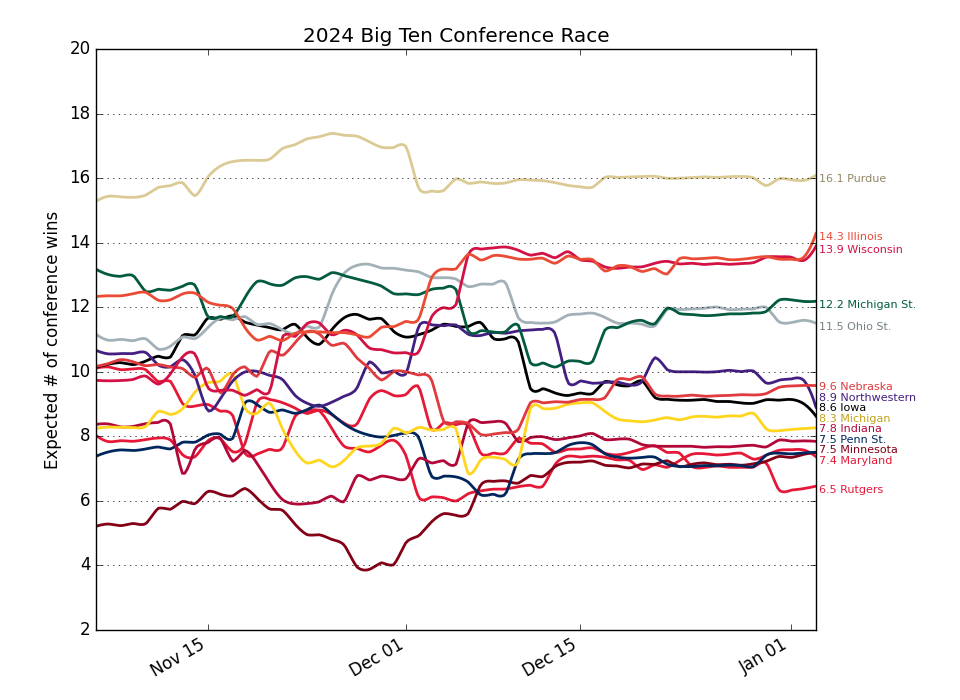 2024 Big Ten Conference Race
Expected # of conference wins
20
18
16
14
12
10
8
6
4
2
Nov 15
Dec 01
Dec 15
Jan 01
16.1 Purdue
14.3 Illinois
13.9 Wisconsin
12.2 Michigan St.
11.5 Ohio St.
9.6 Nebraska
8.9 Northwestern
8.6 Iowa
8.3 Michigan
7.8 Indiana
7.5 Penn St.
7.5 Minnesota
7.4 Maryland
6.5 Rutgers